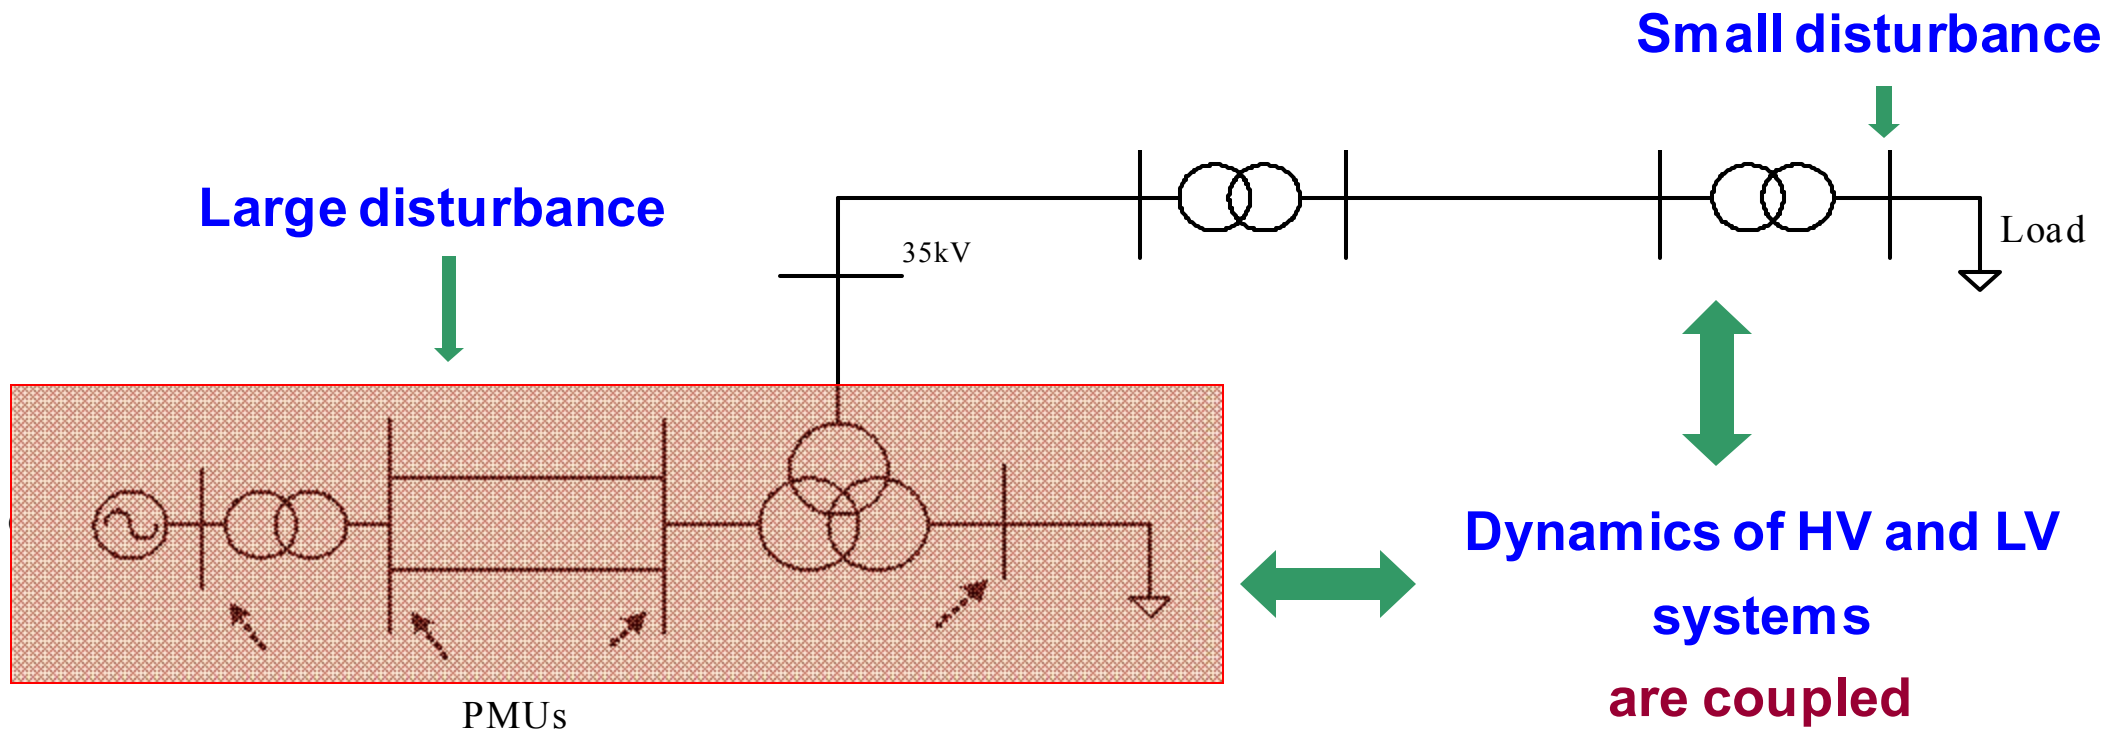 Small disturbance
Large disturbance
35kV
Load
Dynamics of HV and LV
systems
are coupled
PMUs